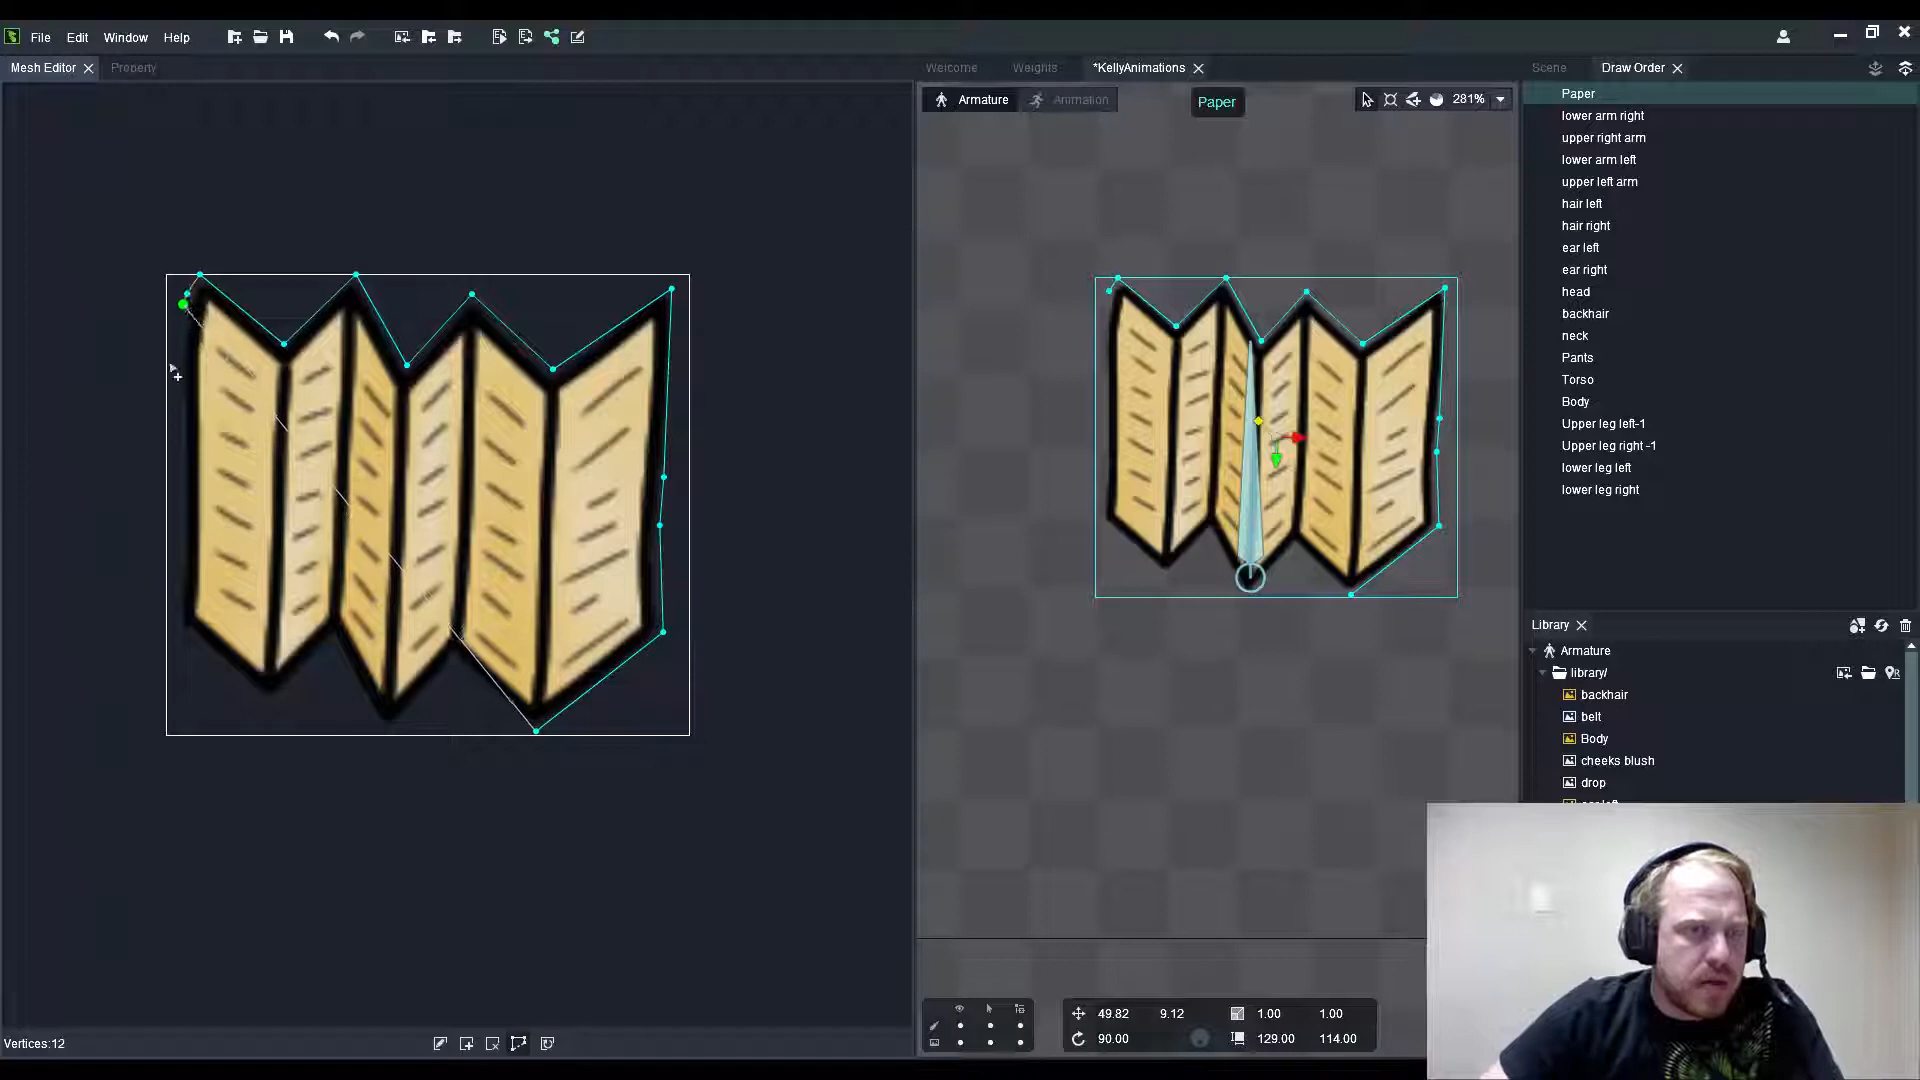 File Edit Window Help
Mesh Editor Property
Welcome Weights *KellyAnimations
Scene Draw Order
Armature Animation
Paper
281%
Paper
lower arm right
upper right arm
lower arm left
upper left arm
hair left
hair right
ear left
ear right
head
backhair
neck
Pants
Torso
Body
Upper leg left-1
Upper leg right -1
lower leg left
lower leg right
Library
Armature
library/
backhair
belt
Body
cheeks blush
drop
49.82 9.12 1.00 1.00
90.00 129.00 114.00
Vertices:12